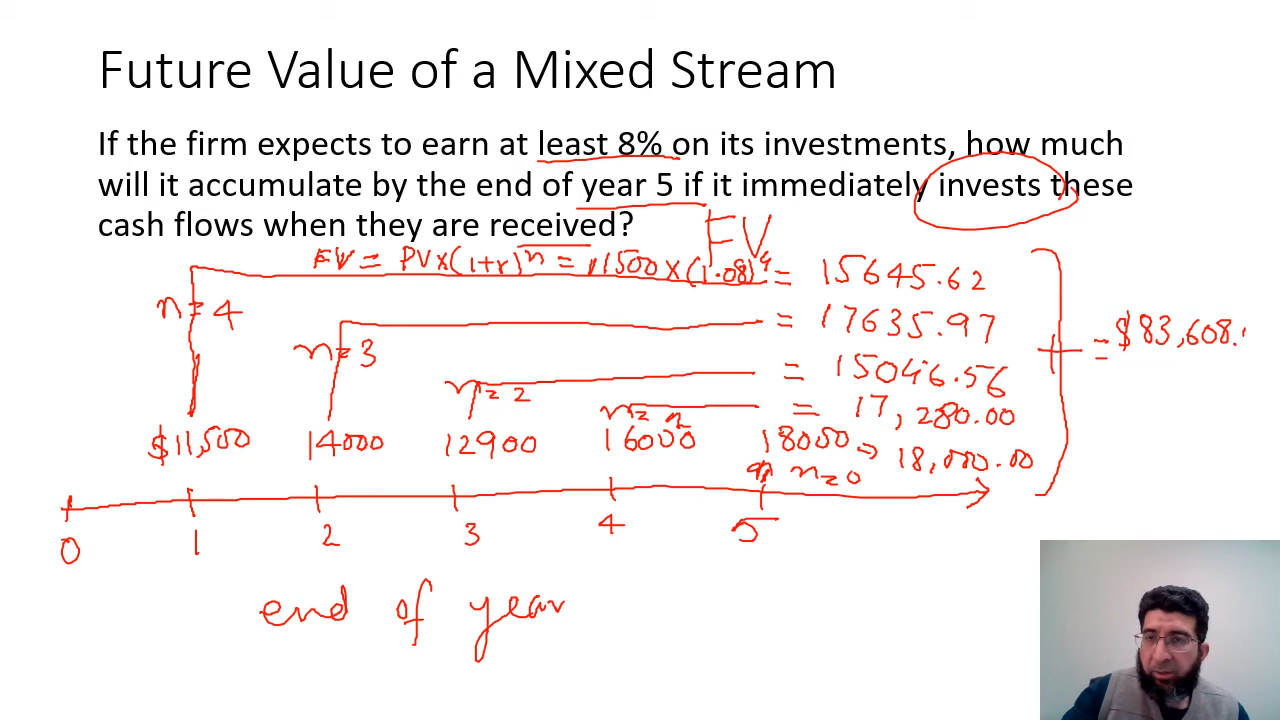 Future Value of a Mixed Stream
If the firm expects to earn at least 8% on its investments, how much
will it accumulate by the end of year 5 if it immediately invests these
cash flows when they are received?
FV
FV = PV×(1+r)^n = 11500×(1.08)^4 = 15645.62
n=4
= 17635.97
= $83,608.
n=3
= 15046.56
n=2
= 17,280.00
n=
$11,500 14000 12900 16000 18000 → 18,000.00
n=0
0 1 2 3 4 5
end of year